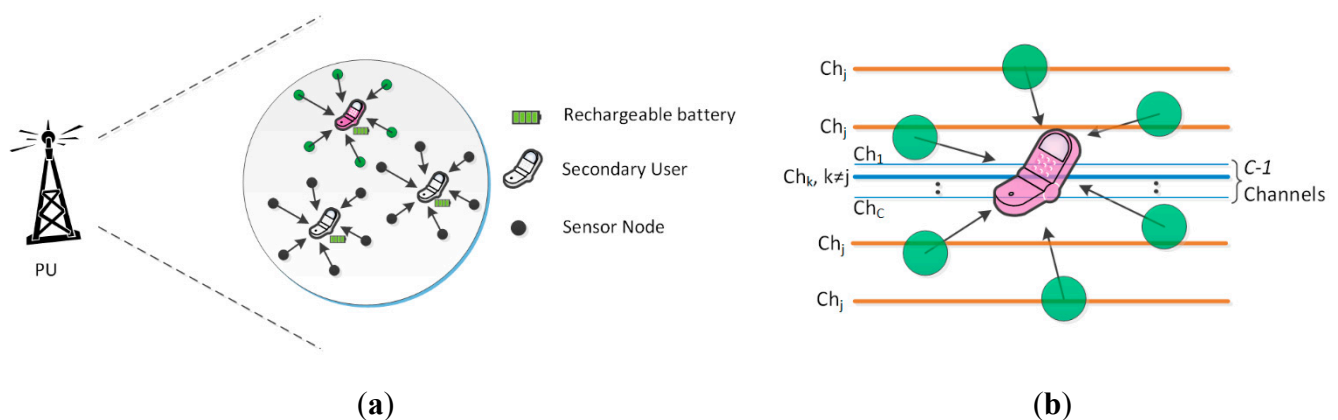 PU
Rechargeable battery
Secondary User
Sensor Node
(a)
Chj
Chj
Ch1
Chk, k≠j
C-1
Channels
ChC
Chj
Chj
(b)